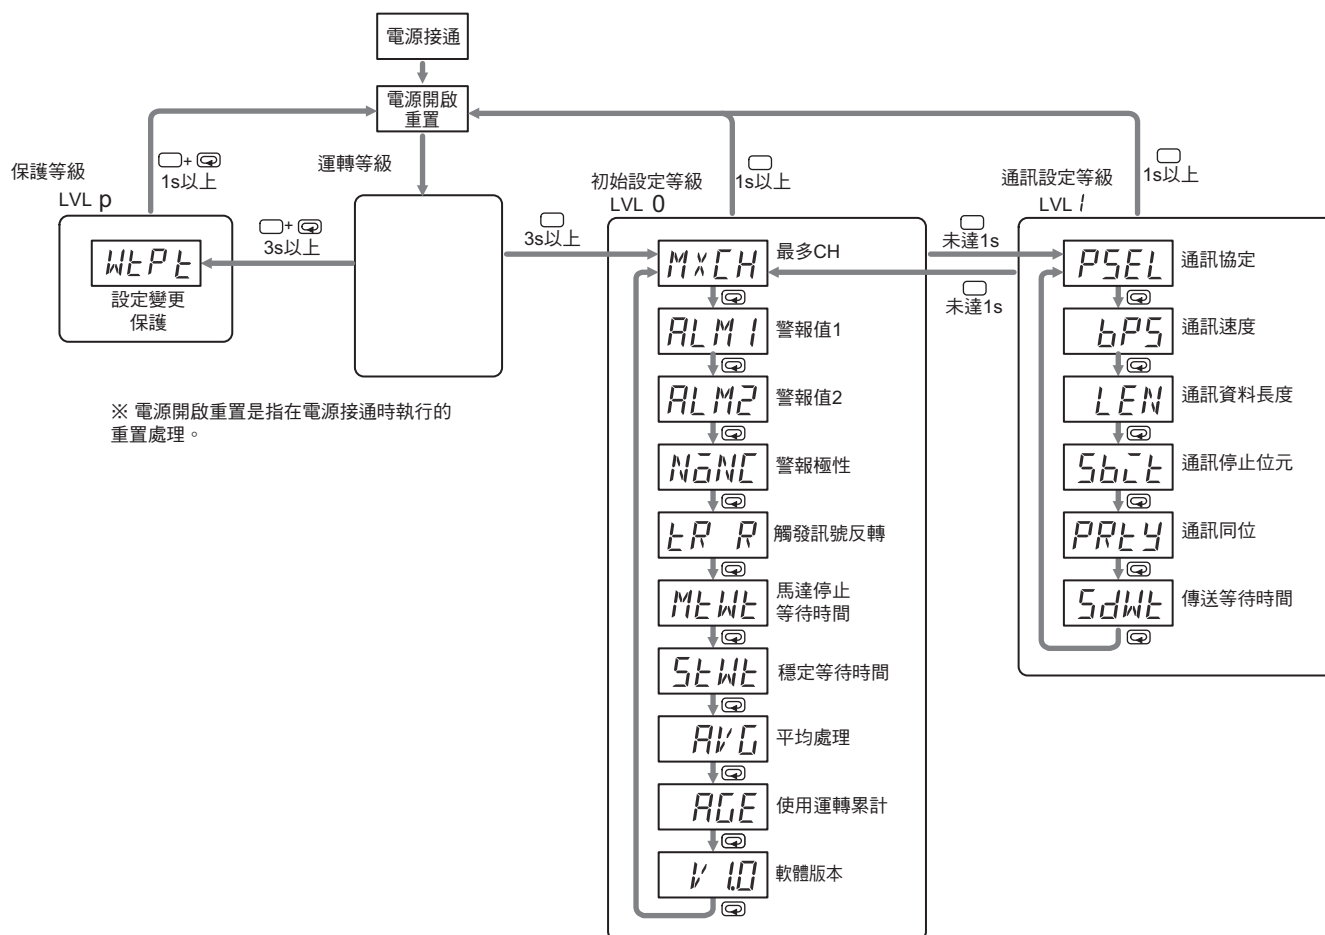 電源接通
電源開啟
重置
保護等級
LVL p
+
1s以上
運轉等級
初始設定等級
LVL 0
1s以上
通訊設定等級
LVL 1
1s以上
WtPt
設定變更
保護
+
3s以上
3s以上
未達1s
未達1s
※ 電源開啟重置是指在電源接通時執行的
重置處理。
MXCH 最多CH
ALM1 警報值1
ALM2 警報值2
NoNC 警報極性
tR R 觸發訊號反轉
MtWt 馬達停止
等待時間
StWt 穩定等待時間
AVG 平均處理
AGE 使用運轉累計
V 1.0 軟體版本
PSEL 通訊協定
bPS 通訊速度
LEN 通訊資料長度
Sbit 通訊停止位元
PRtY 通訊同位
SdWt 傳送等待時間